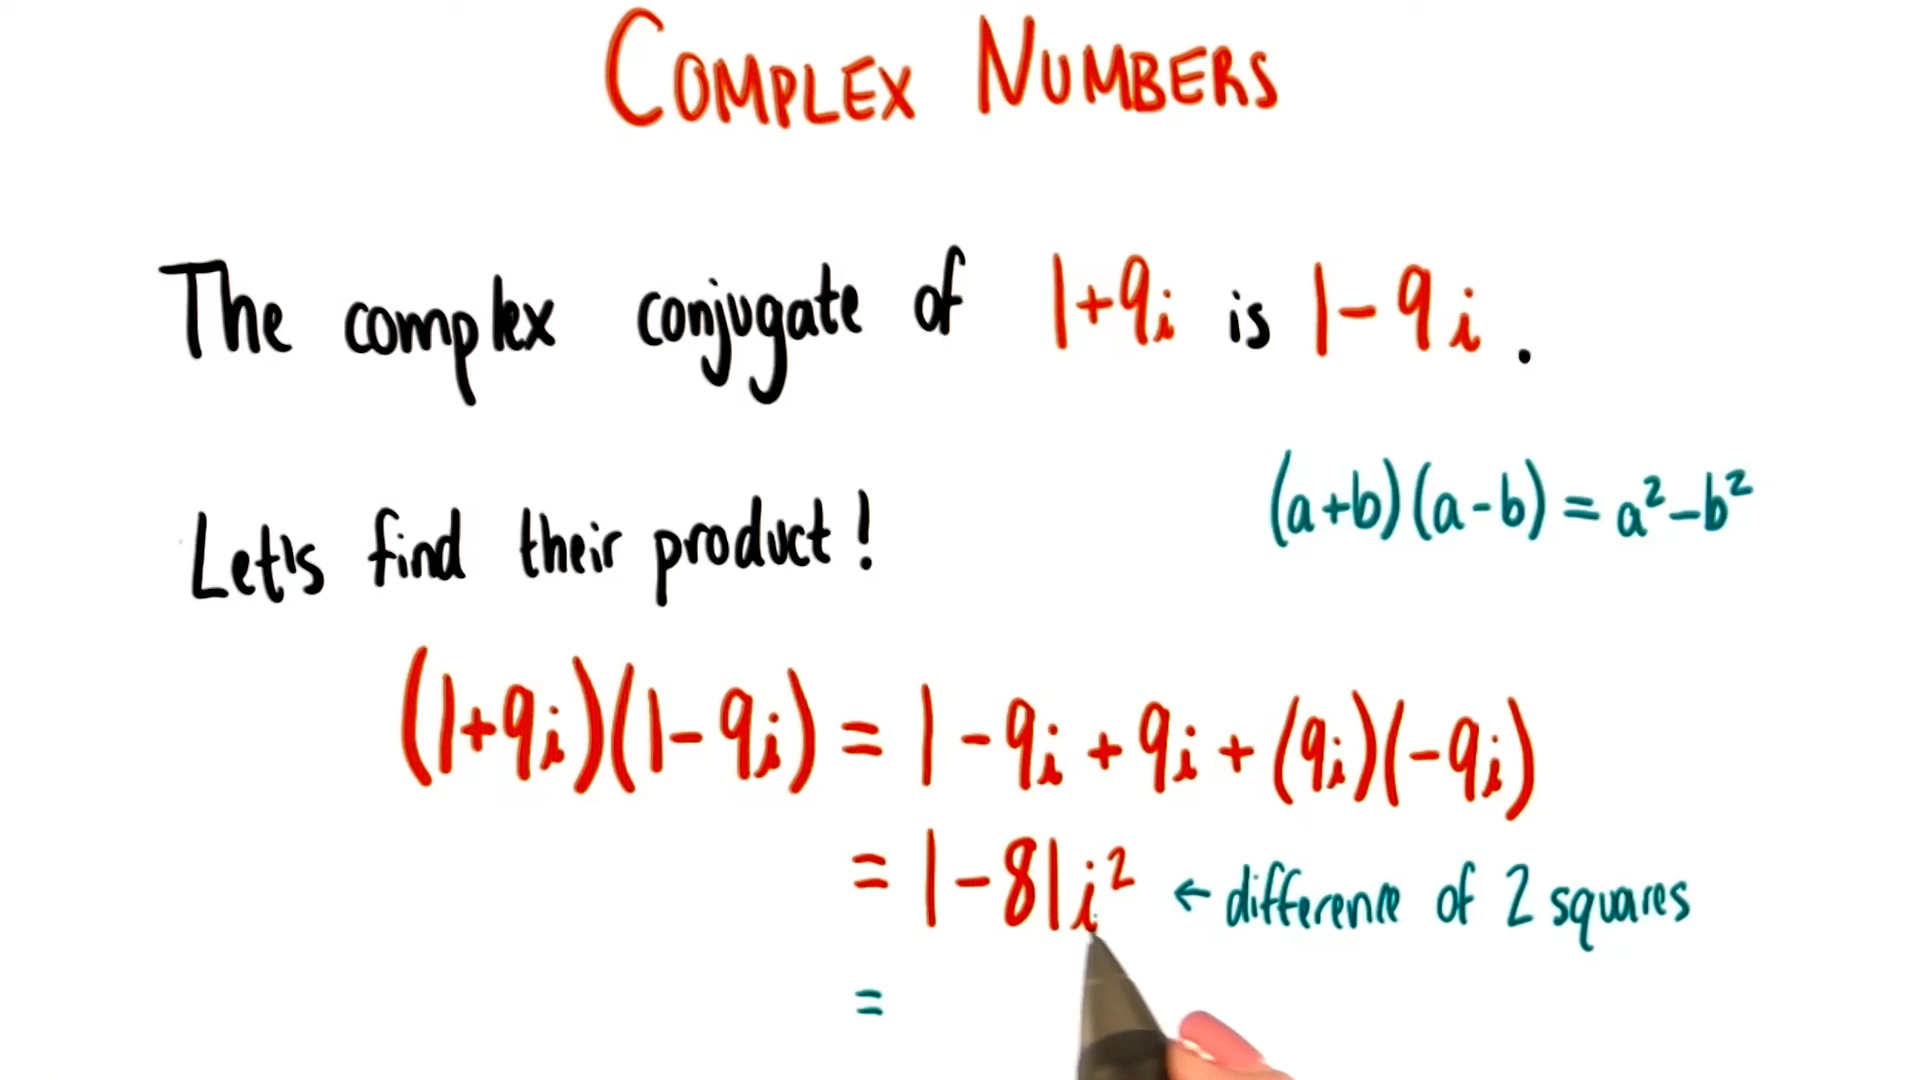 COMPLEX NUMBERS
The complex conjugate of 1+9i is 1-9i.
(a+b)(a-b) = a²-b²
Let's find their product!
(1+9i)(1-9i) = 1-9i+9i+(9i)(-9i)
= 1-81i² ← difference of 2 squares
=